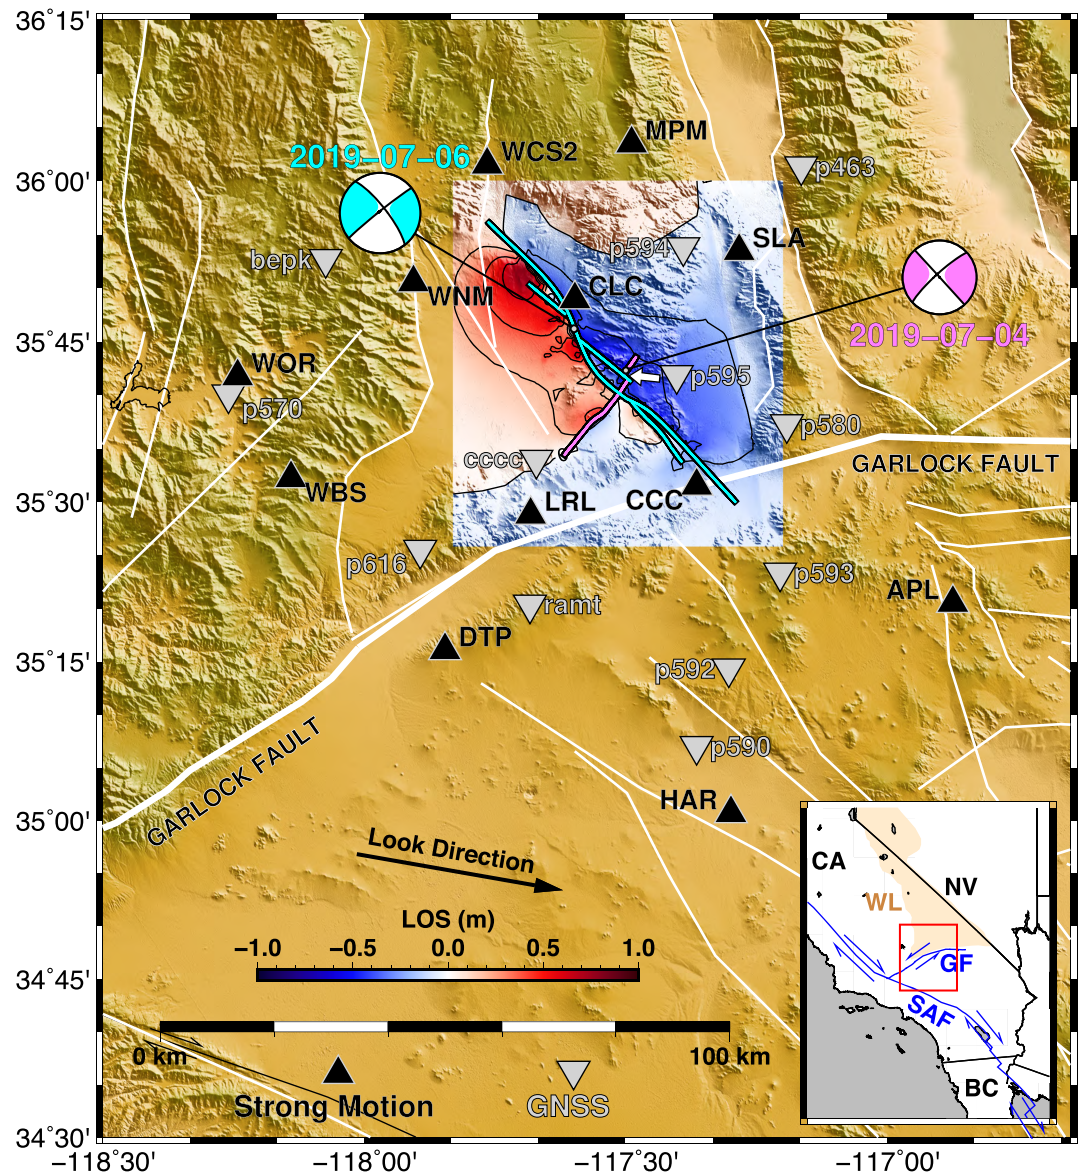 36°15'
36°00'
35°45'
35°30'
35°15'
35°00'
34°45'
34°30'
−118°30'
−118°00'
−117°30'
−117°00'
MPM
WCS2
2019−07−06
p463
SLA
p594
bepk
WNM
CLC
2019−07−04
WOR
p570
p595
p580
cccc
GARLOCK FAULT
WBS
LRL
CCC
p616
p593
APL
ramt
DTP
p592
p590
HAR
GARLOCK FAULT
Look Direction
LOS (m)
−1.0
−0.5
0.0
0.5
1.0
0 km
100 km
Strong Motion
GNSS
CA
NV
WL
GF
SAF
BC